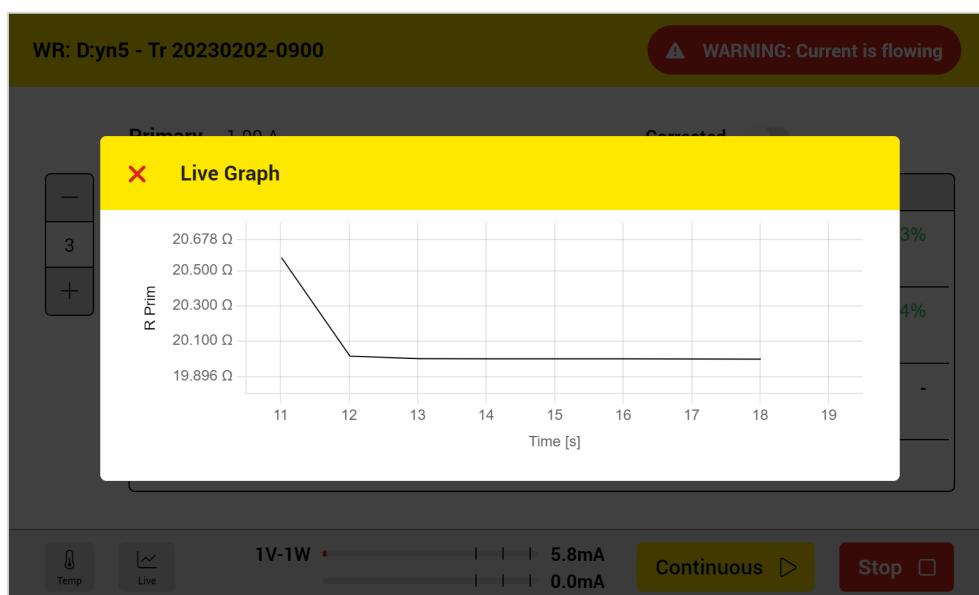 WR: D:yn5 - Tr 20230202-0900
WARNING: Current is flowing
Primary 1.00 A
Corrected
Live Graph
3
3%
4%
-
R Prim
20.678 Ω
20.500 Ω
20.300 Ω
20.100 Ω
19.896 Ω
11 12 13 14 15 16 17 18 19
Time [s]
Temp
Live
1V-1W
5.8mA
0.0mA
Continuous
Stop